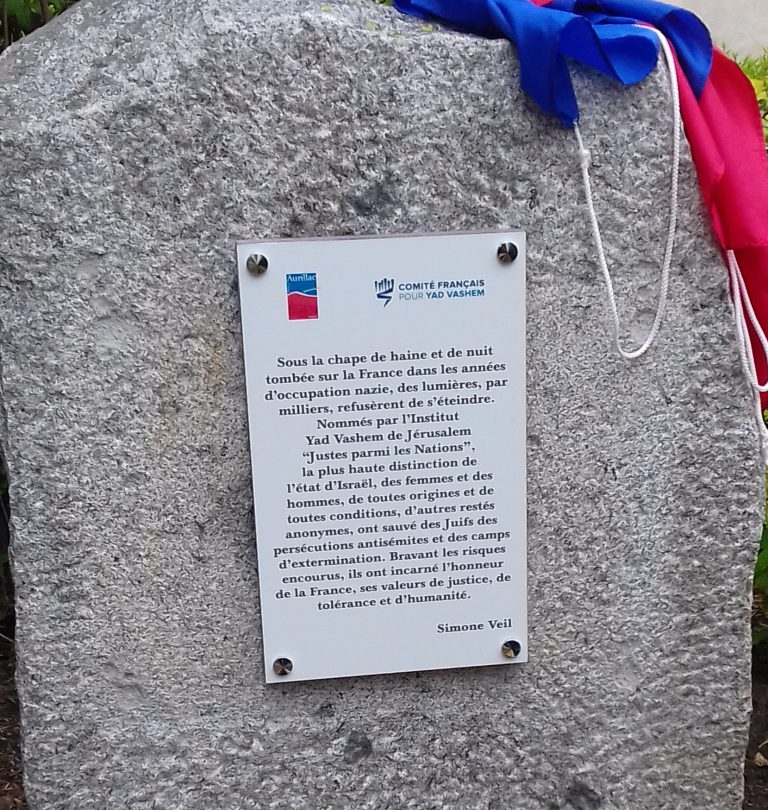 Aurillac
COMITÉ FRANÇAIS
POUR YAD VASHEM
Sous la chape de haine et de nuit
tombée sur la France dans les années
d'occupation nazie, des lumières, par
milliers, refusèrent de s'éteindre.
Nommés par l'Institut
Yad Vashem de Jérusalem
“Justes parmi les Nations”,
la plus haute distinction de
l'état d'Israël, des femmes et des
hommes, de toutes origines et de
toutes conditions, d'autres restés
anonymes, ont sauvé des Juifs des
persécutions antisémites et des camps
d'extermination. Bravant les risques
encourus, ils ont incarné l'honneur
de la France, ses valeurs de justice, de
tolérance et d'humanité.
Simone Veil